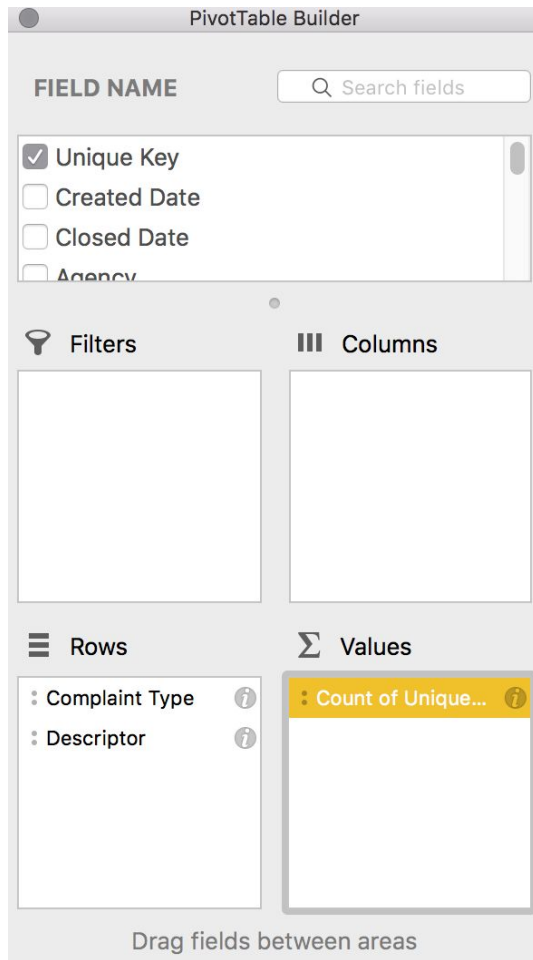 PivotTable Builder
FIELD NAME
Search fields
Unique Key
Created Date
Closed Date
Agency
Filters
Columns
Rows
Values
Complaint Type
Descriptor
Count of Unique...
Drag fields between areas